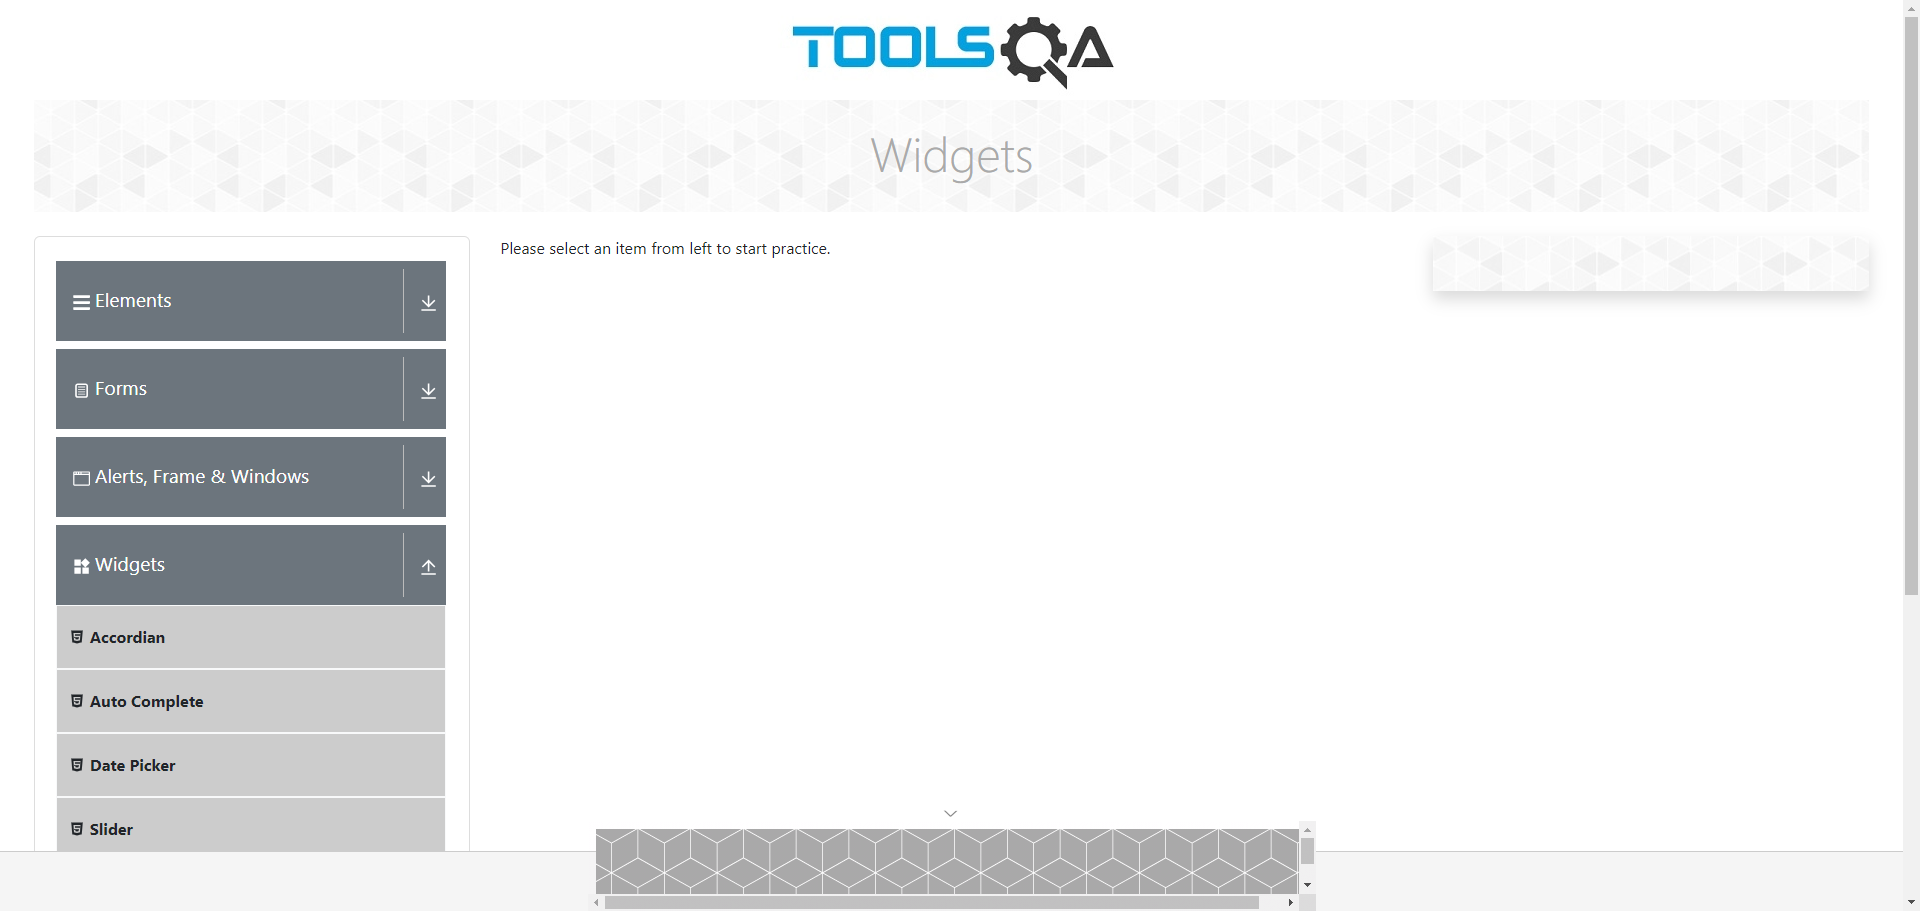 TOOLSQA
Widgets
Please select an item from left to start practice.
Elements
Forms
Alerts, Frame & Windows
Widgets
Accordian
Auto Complete
Date Picker
Slider